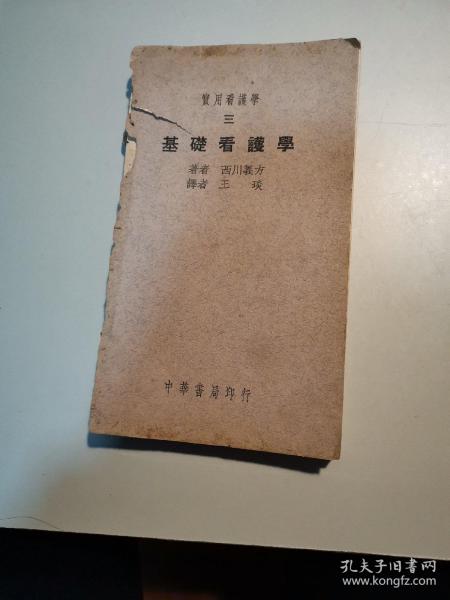 實用看護學
三
基礎看護學
著者 西川義方
譯者 王琰
中華書局印行
孔夫子旧书网
www.kongfz.com